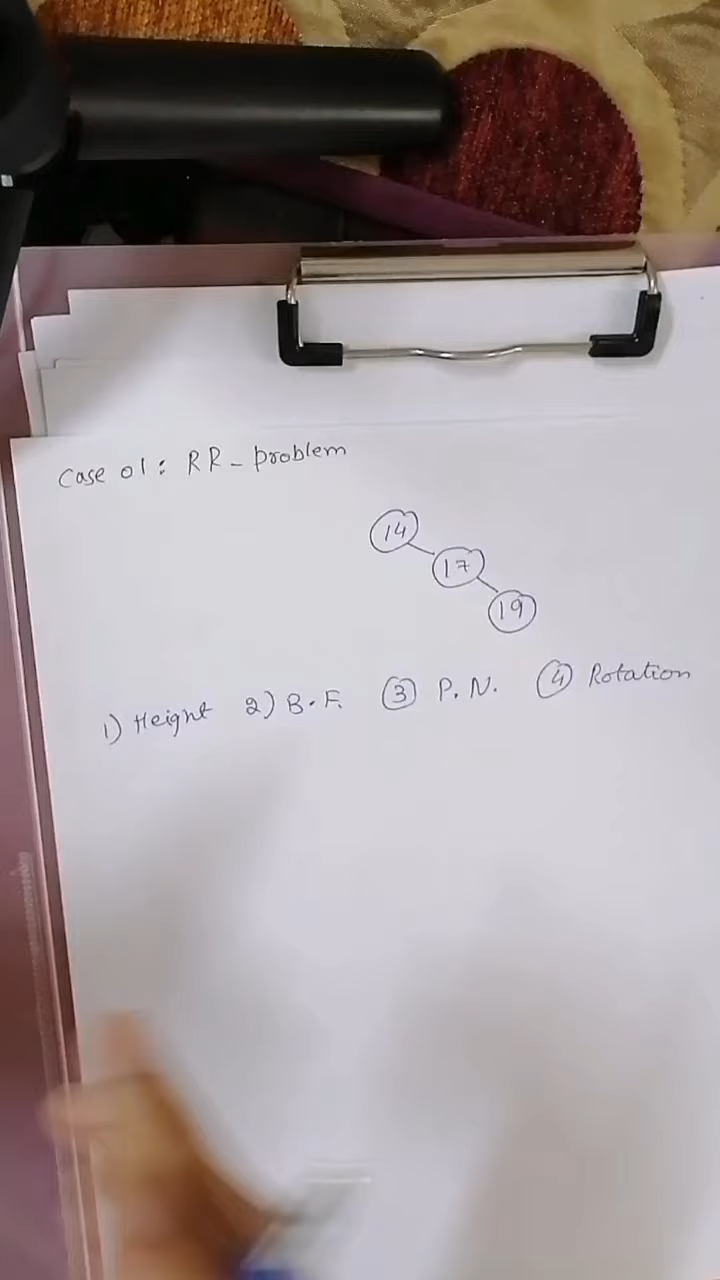 Case 01: RR - problem
14
17
19
1) Height 2) B.F. ③ P.N. ④ Rotation